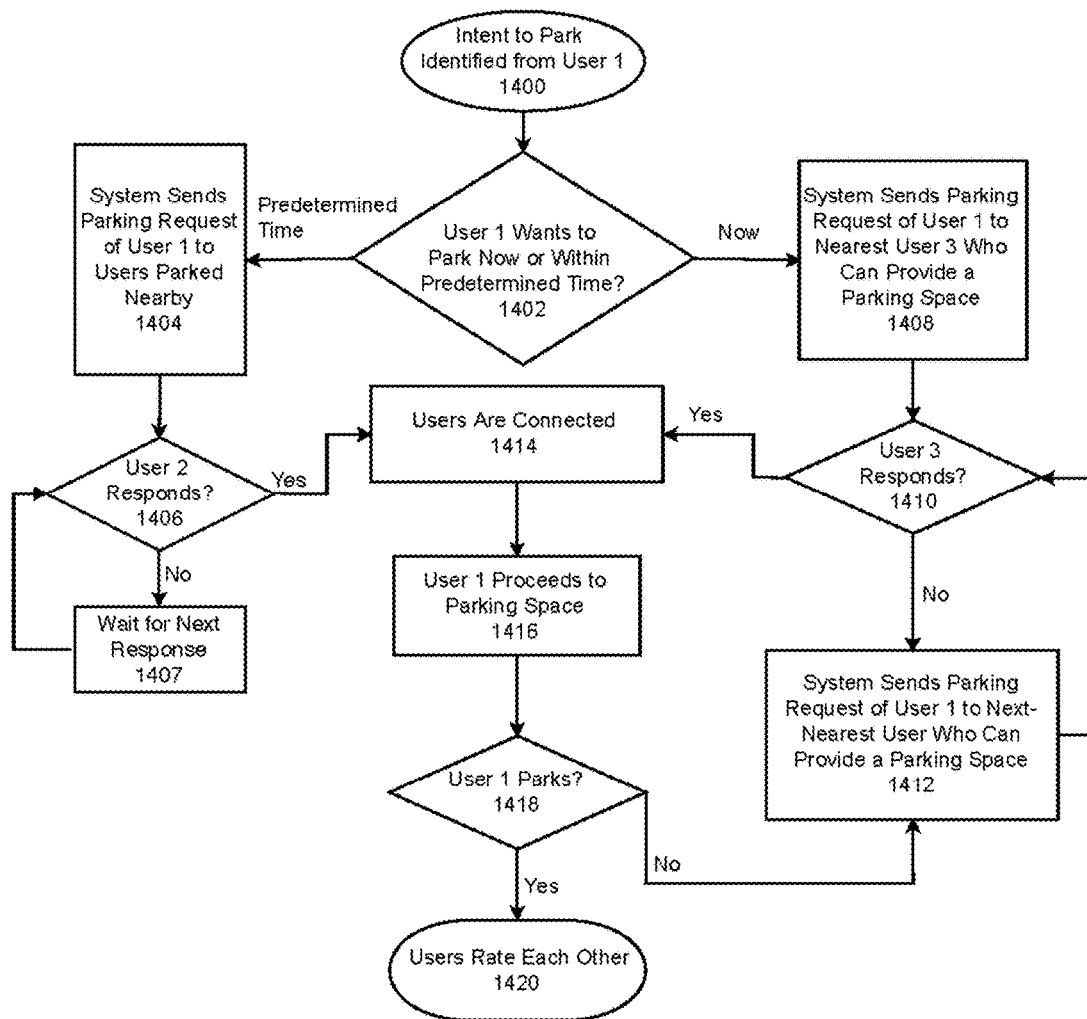 Intent to Park
Identified from User 1
1400
System Sends
Parking Request
of User 1 to
Users Parked
Nearby
1404
Predetermined
Time
User 1 Wants to
Park Now or Within
Predetermined Time?
1402
Now
System Sends Parking
Request of User 1 to
Nearest User 3 Who
Can Provide a
Parking Space
1408
User 2
Responds?
1406
Yes
Users Are Connected
1414
Yes
User 3
Responds?
1410
No
Wait for Next
Response
1407
User 1 Proceeds to
Parking Space
1416
No
System Sends Parking
Request of User 1 to Next-
Nearest User Who Can
Provide a Parking Space
1412
User 1 Parks?
1418
No
Yes
Users Rate Each Other
1420